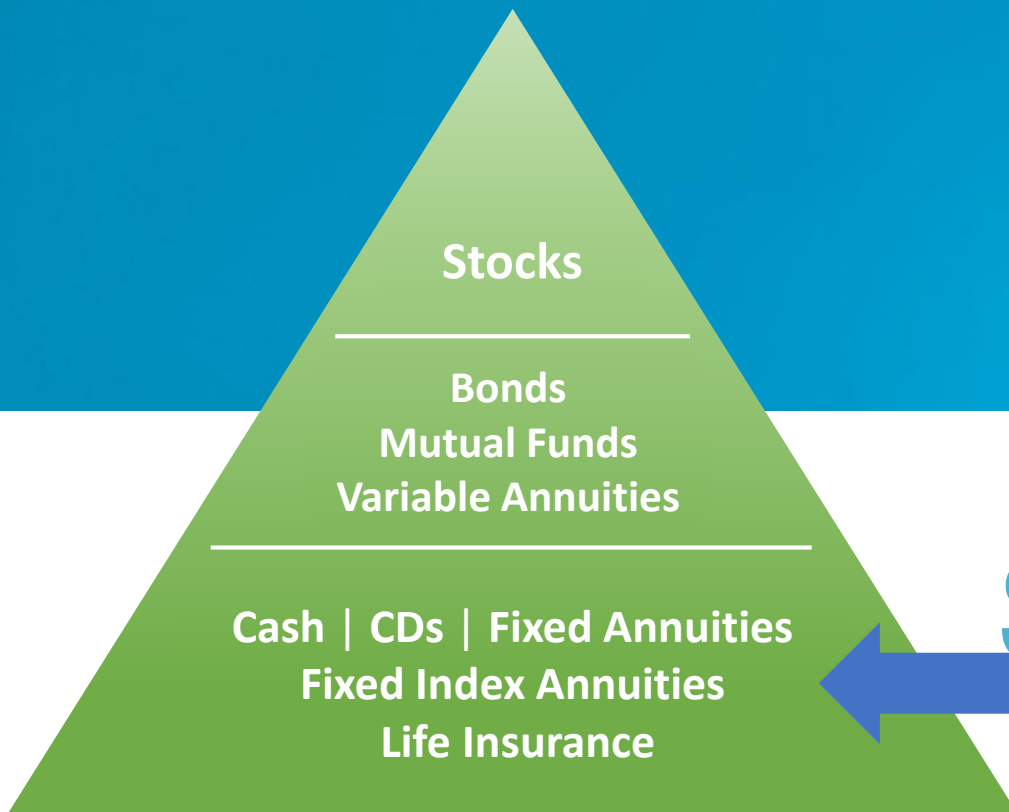 Stocks
Bonds
Mutual Funds
Variable Annuities
Cash | CDs | Fixed Annuities
Fixed Index Annuities
Life Insurance